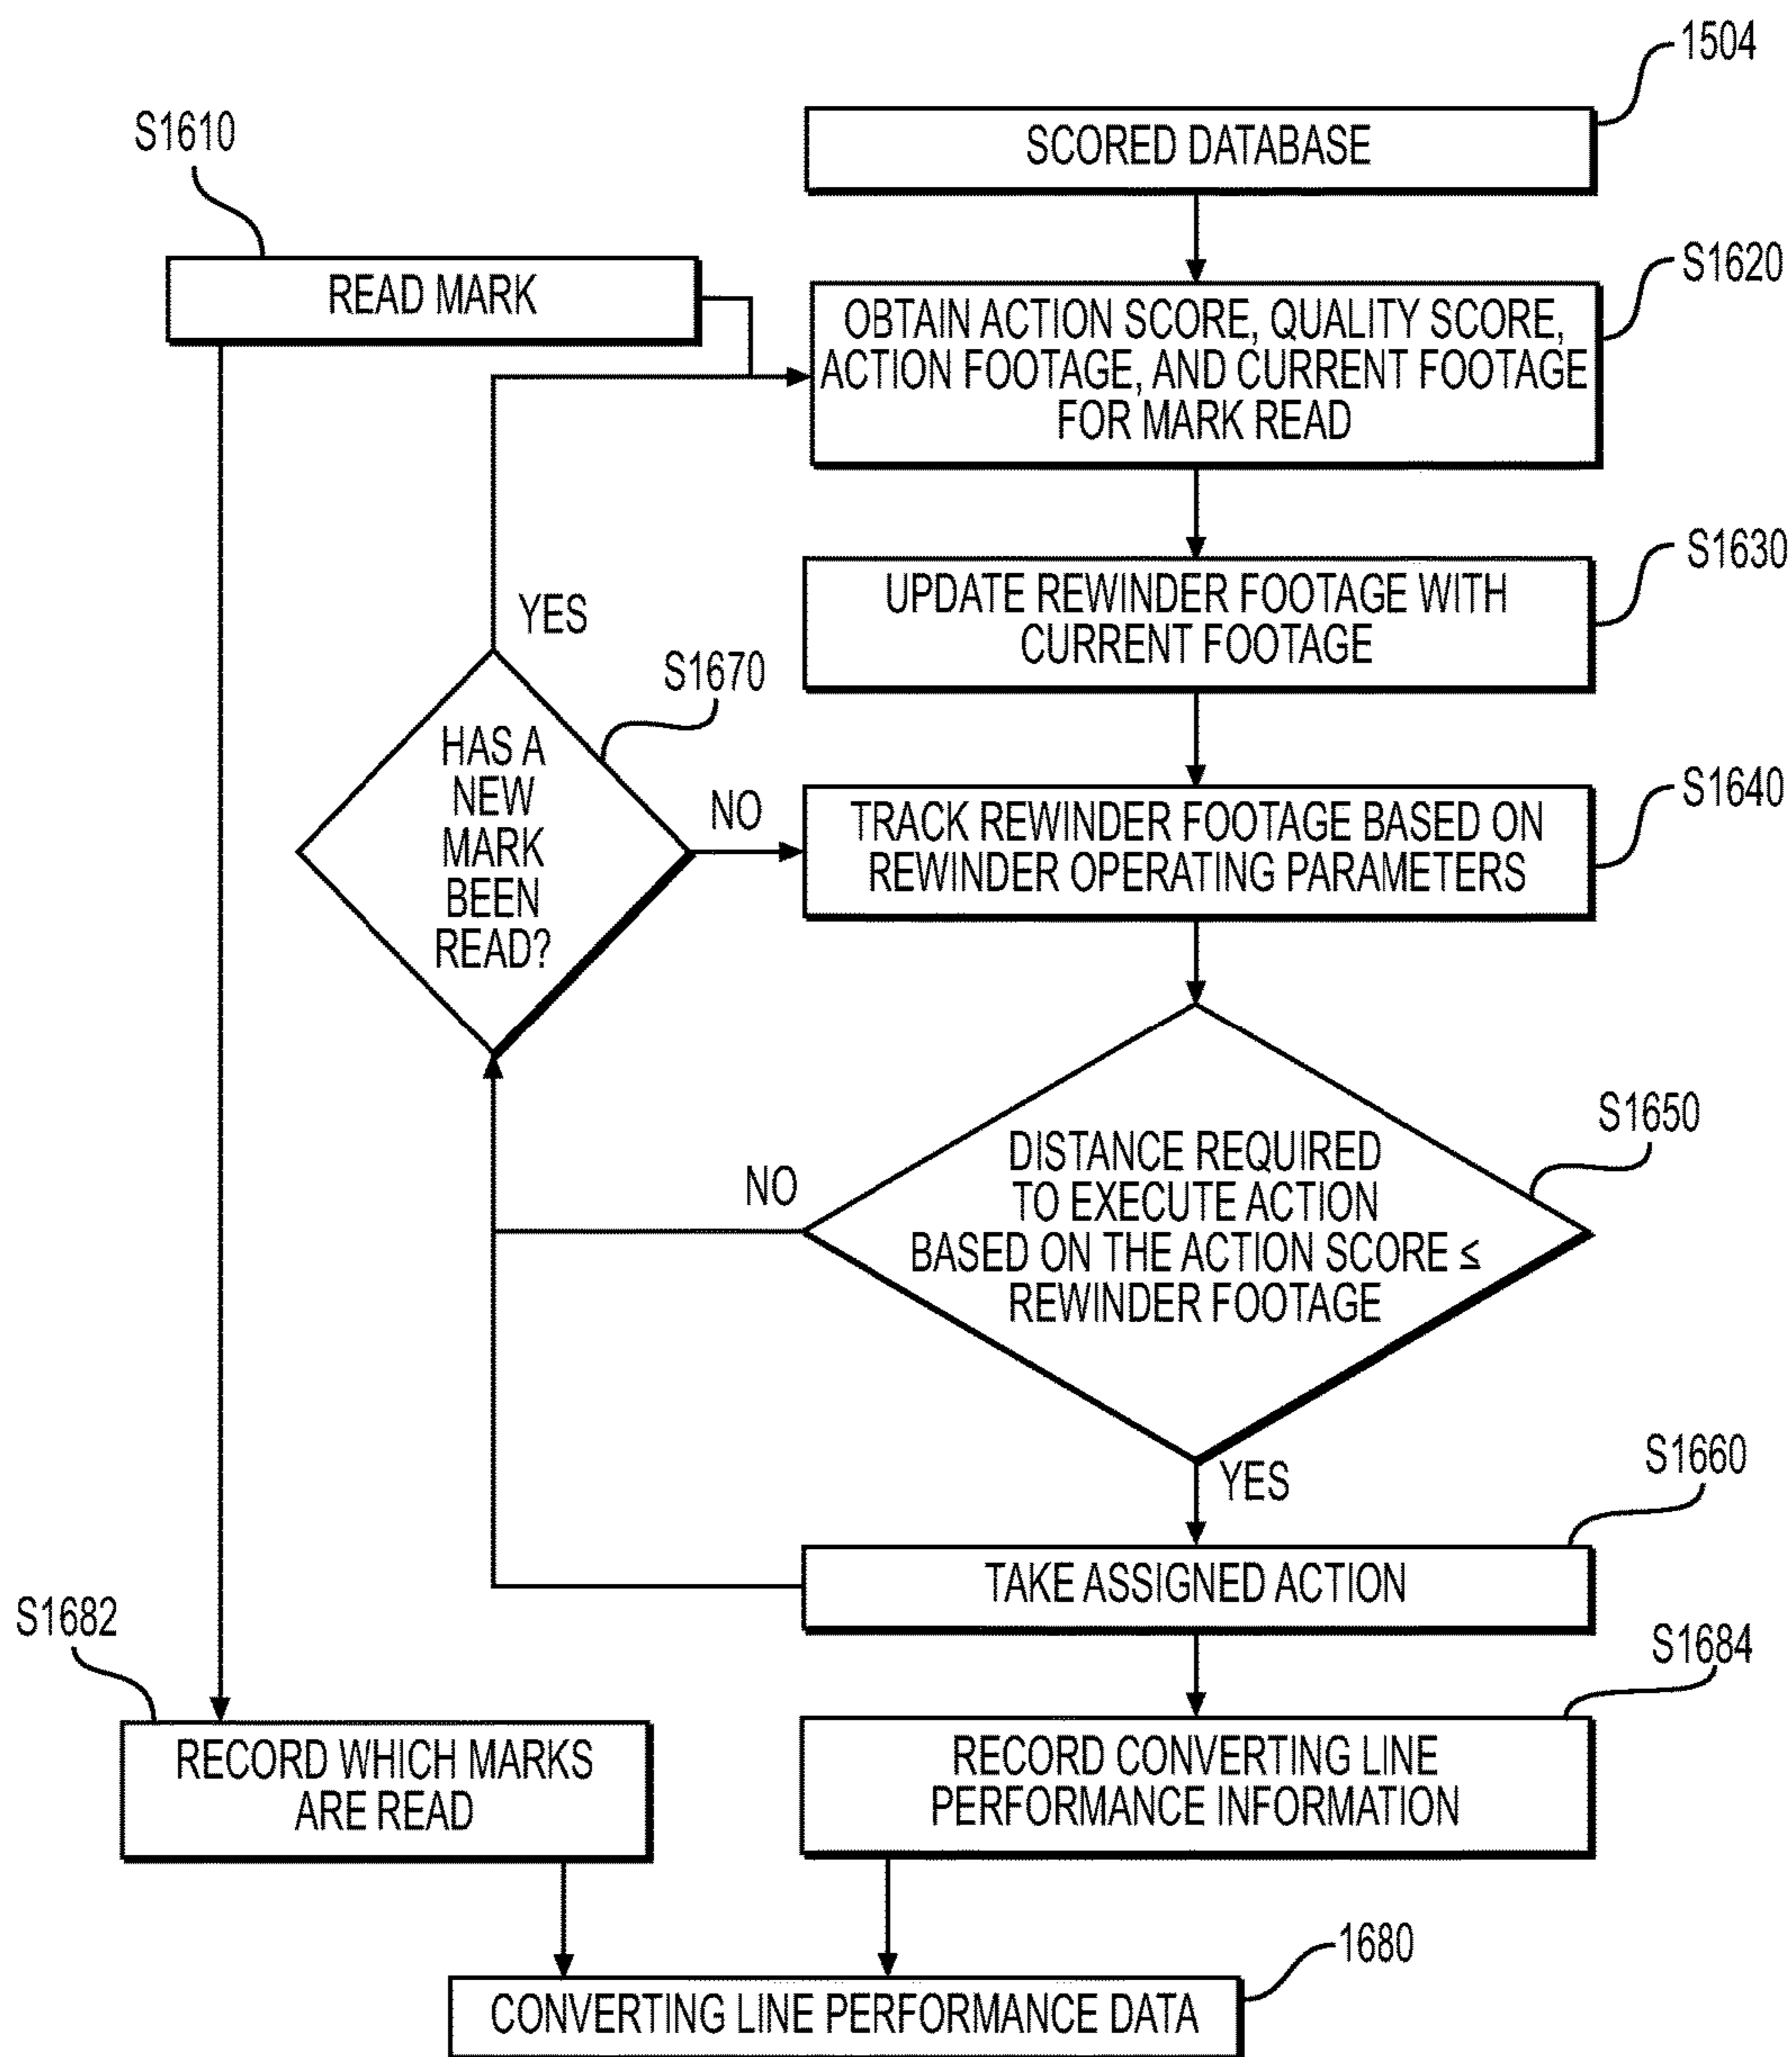 1504
SCORED DATABASE
S1610
READ MARK
S1620
OBTAIN ACTION SCORE, QUALITY SCORE,
ACTION FOOTAGE, AND CURRENT FOOTAGE
FOR MARK READ
S1630
UPDATE REWINDER FOOTAGE WITH
CURRENT FOOTAGE
YES
S1670
HAS A
NEW
MARK
BEEN
READ?
NO
S1640
TRACK REWINDER FOOTAGE BASED ON
REWINDER OPERATING PARAMETERS
S1650
DISTANCE REQUIRED
TO EXECUTE ACTION
BASED ON THE ACTION SCORE ≤
REWINDER FOOTAGE
NO
YES
S1660
TAKE ASSIGNED ACTION
S1682
RECORD WHICH MARKS
ARE READ
S1684
RECORD CONVERTING LINE
PERFORMANCE INFORMATION
1680
CONVERTING LINE PERFORMANCE DATA